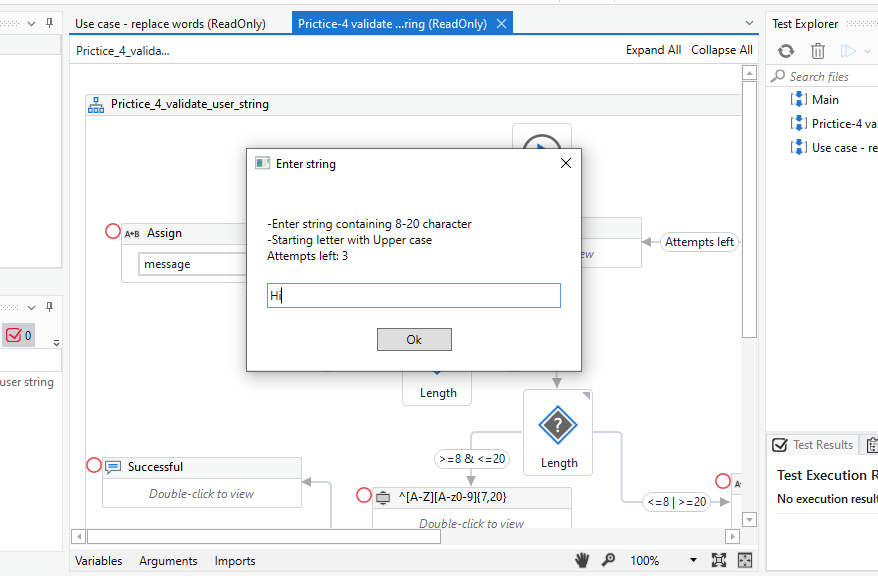 Use case - replace words (ReadOnly)
Prictice-4 validate ...ring (ReadOnly)
Test Explorer
Prictice_4_valida...
Expand All
Collapse All
Search files
Main
Prictice-4 va
Use case - re
Prictice_4_validate_user_string
Enter string
-Enter string containing 8-20 character
-Starting letter with Upper case
Attempts left: 3
Hi
Ok
A+B Assign
message
ew
Attempts left
0
user string
Length
?
Length
>=8 & <=20
Successful
Double-click to view
^[A-Z][A-z0-9]{7,20}
Double-click to view
<=8 | >=20
Test Results
Test Execution R
No execution result
Variables
Arguments
Imports
100%